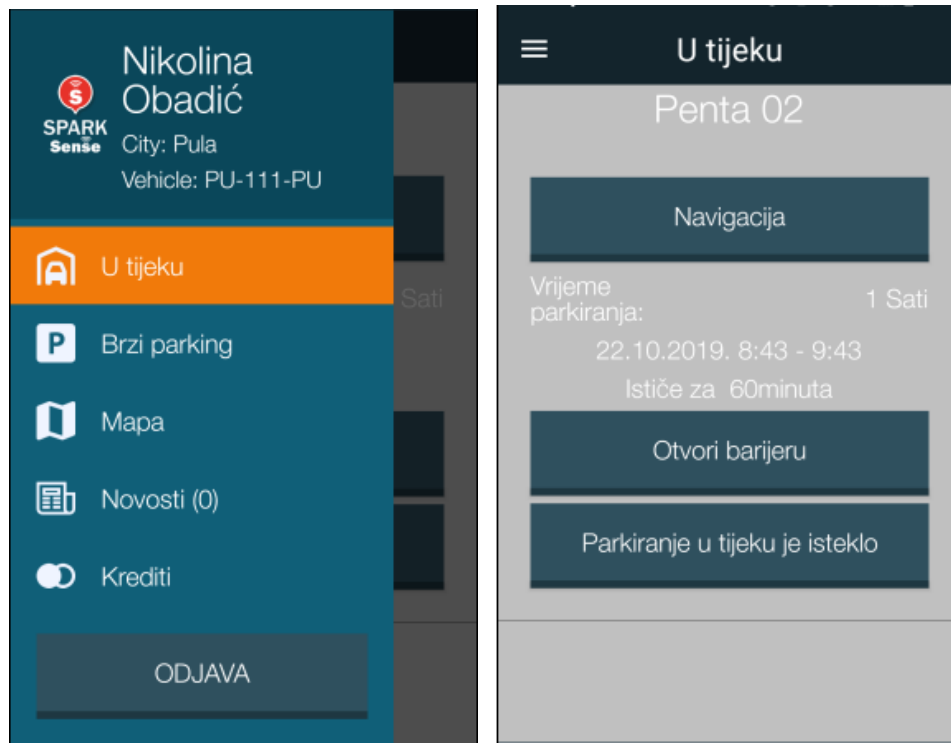 Nikolina
Obadić
SPARK
Sense
City: Pula
Vehicle: PU-111-PU
U tijeku
Sati
Brzi parking
Mapa
Novosti (0)
Krediti
ODJAVA
U tijeku
Penta 02
Navigacija
Vrijeme
parkiranja:
1 Sati
22.10.2019. 8:43 - 9:43
Ističe za 60minuta
Otvori barijeru
Parkiranje u tijeku je isteklo